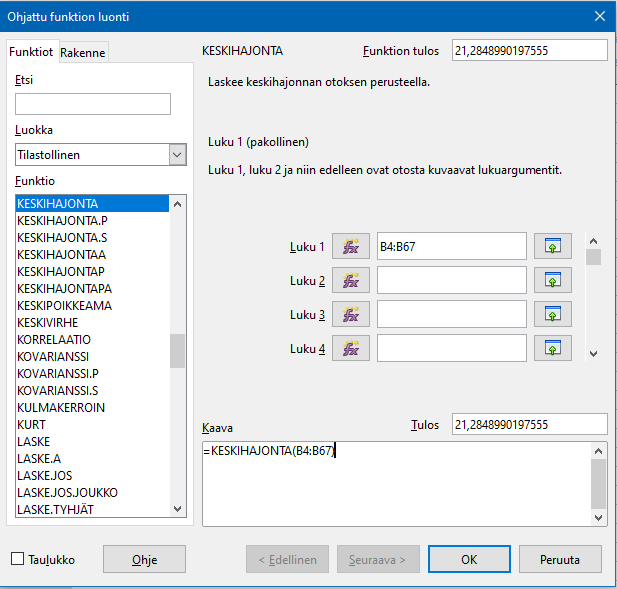 Ohjattu funktion luonti
Funktiot
Rakenne
Etsi
Luokka
Tilastollinen
Funktio
KESKIHAJONTA
KESKIHAJONTA.P
KESKIHAJONTA.S
KESKIHAJONTAA
KESKIHAJONTAP
KESKIHAJONTAPA
KESKIPOIKKEAMA
KESKIVIRHE
KORRELAATIO
KOVARIANSSI
KOVARIANSSI.P
KOVARIANSSI.S
KULMAKERROIN
KURT
LASKE
LASKE.A
LASKE.JOS
LASKE.JOS.JOUKKO
LASKE.TYHJÄT
KESKIHAJONTA
Funktion tulos 21,2848990197555
Laskee keskihajonnan otoksen perusteella.
Luku 1 (pakollinen)
Luku 1, luku 2 ja niin edelleen ovat otosta kuvaavat lukuargumentit.
Luku 1 fx B4:B67
Luku 2 fx
Luku 3 fx
Luku 4 fx
Kaava
Tulos 21,2848990197555
=KESKIHAJONTA(B4:B67)
Taulukko
Ohje
< Edellinen
Seuraava >
OK
Peruuta